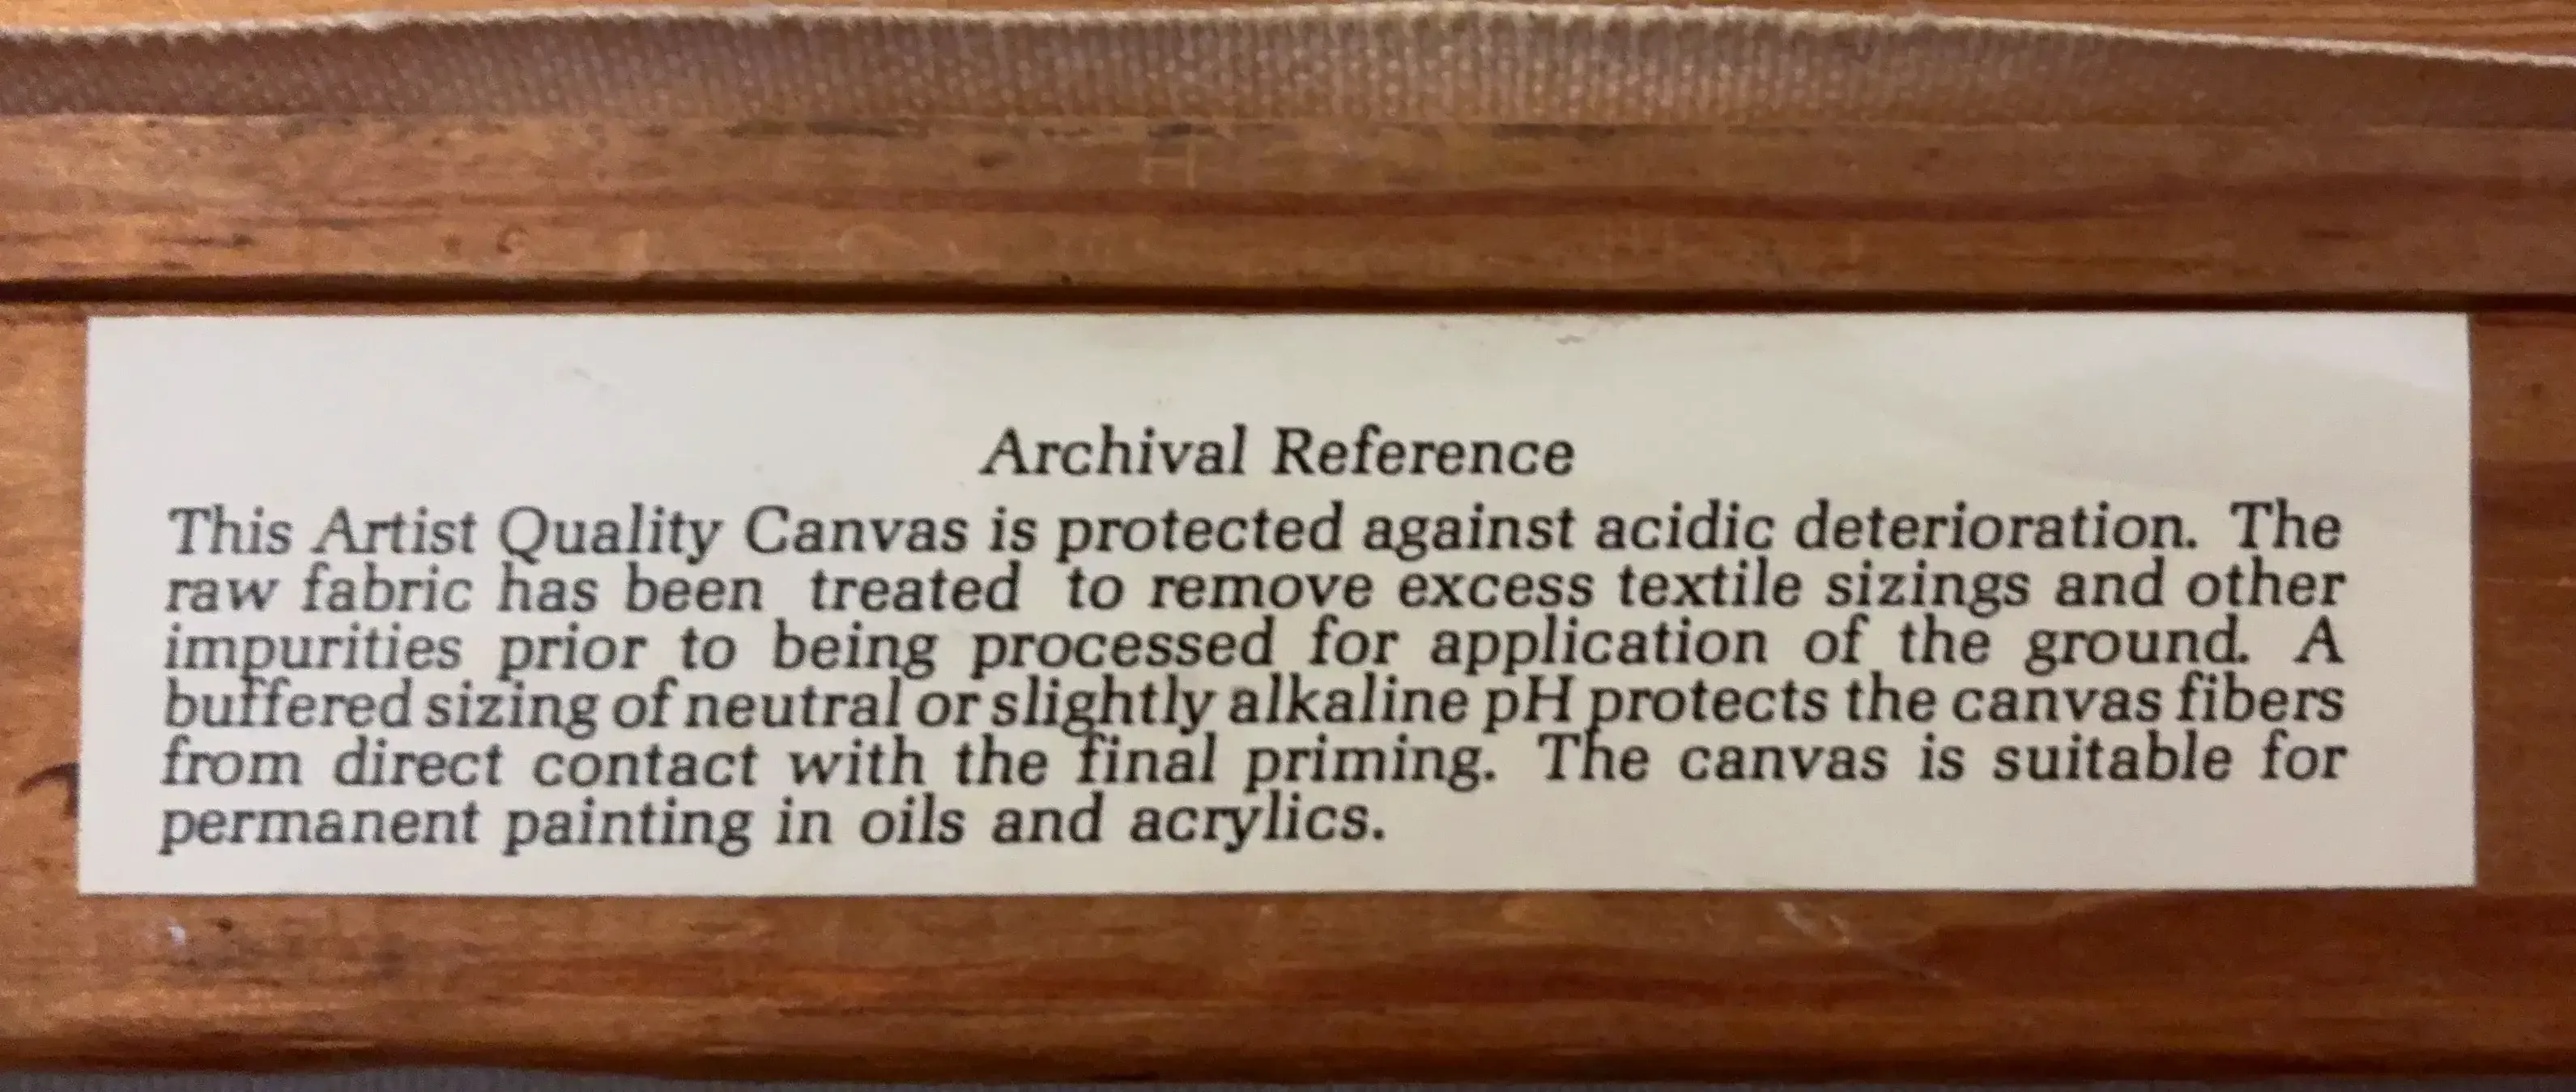 Archival Reference
This Artist Quality Canvas is protected against acidic deterioration. The
raw fabric has been treated to remove excess textile sizings and other
impurities prior to being processed for application of the ground. A
buffered sizing of neutral or slightly alkaline pH protects the canvas fibers
from direct contact with the final priming. The canvas is suitable for
permanent painting in oils and acrylics.